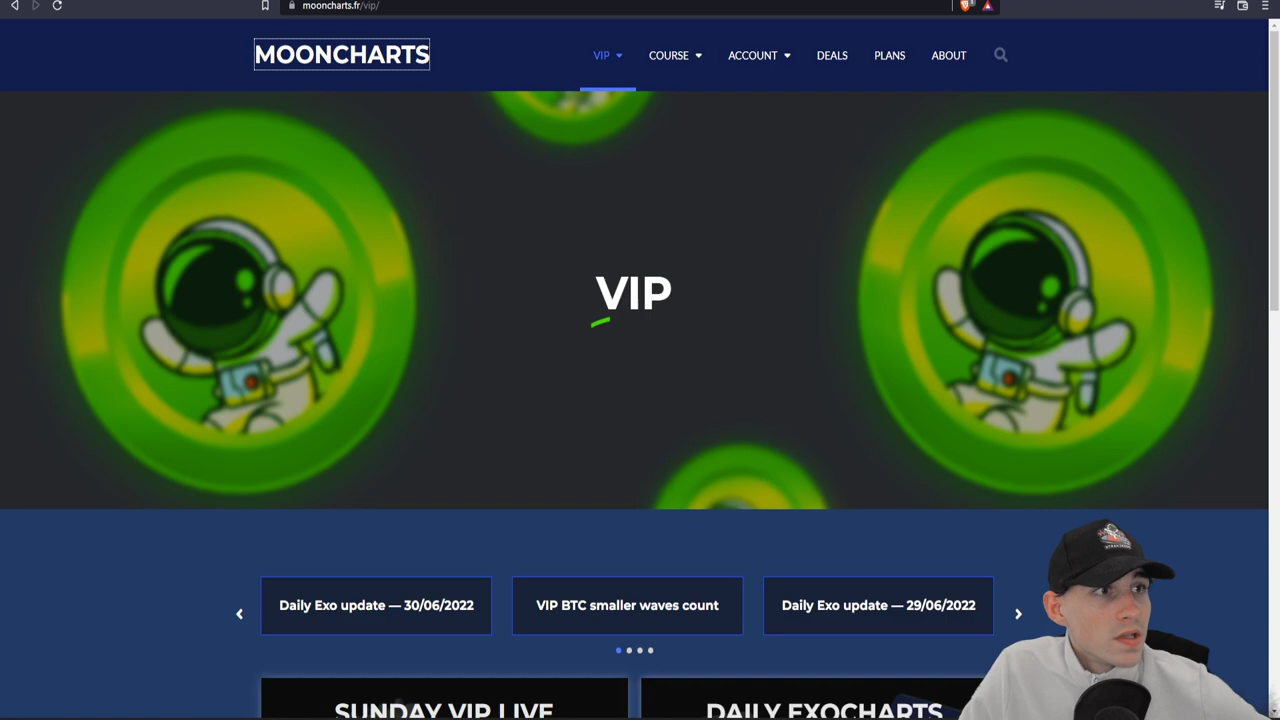 mooncharts.fr/vip/
MOONCHARTS
VIP COURSE ACCOUNT DEALS PLANS ABOUT
VIP
Daily Exo update — 30/06/2022
VIP BTC smaller waves count
Daily Exo update — 29/06/2022
SUNDAY VIP LIVE
DAILY EXOCHARTS